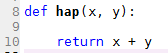 8 def hap(x, y):
9
10     return x + y